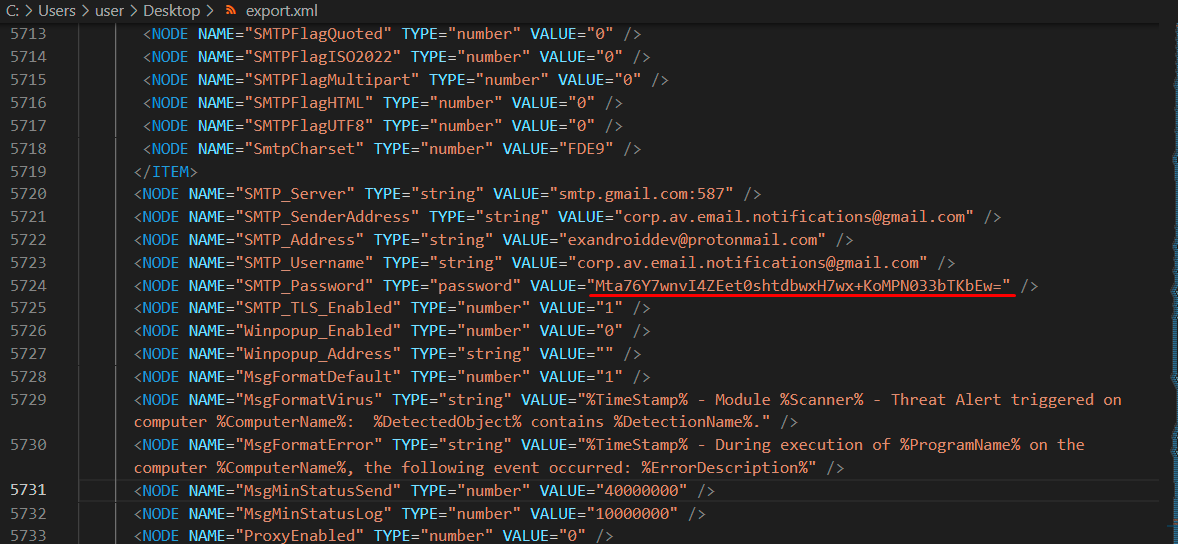 C: > Users > user > Desktop > export.xml
5713 <NODE NAME="SMTPFlagQuoted" TYPE="number" VALUE="0" />
5714 <NODE NAME="SMTPFlagISO2022" TYPE="number" VALUE="0" />
5715 <NODE NAME="SMTPFlagMultipart" TYPE="number" VALUE="0" />
5716 <NODE NAME="SMTPFlagHTML" TYPE="number" VALUE="0" />
5717 <NODE NAME="SMTPFlagUTF8" TYPE="number" VALUE="0" />
5718 <NODE NAME="SmtpCharset" TYPE="number" VALUE="FDE9" />
5719 </ITEM>
5720 <NODE NAME="SMTP_Server" TYPE="string" VALUE="smtp.gmail.com:587" />
5721 <NODE NAME="SMTP_SenderAddress" TYPE="string" VALUE="corp.av.email.notifications@gmail.com" />
5722 <NODE NAME="SMTP_Address" TYPE="string" VALUE="exandroiddev@protonmail.com" />
5723 <NODE NAME="SMTP_Username" TYPE="string" VALUE="corp.av.email.notifications@gmail.com" />
5724 <NODE NAME="SMTP_Password" TYPE="password" VALUE="Mta76Y7wnvI4ZEet0shtdbwxH7wx+KoMPN033bTKbEw=" />
5725 <NODE NAME="SMTP_TLS_Enabled" TYPE="number" VALUE="1" />
5726 <NODE NAME="Winpopup_Enabled" TYPE="number" VALUE="0" />
5727 <NODE NAME="Winpopup_Address" TYPE="string" VALUE="" />
5728 <NODE NAME="MsgFormatDefault" TYPE="number" VALUE="1" />
5729 <NODE NAME="MsgFormatVirus" TYPE="string" VALUE="%TimeStamp% - Module %Scanner% - Threat Alert triggered on
computer %ComputerName%:  %DetectedObject% contains %DetectionName%." />
5730 <NODE NAME="MsgFormatError" TYPE="string" VALUE="%TimeStamp% - During execution of %ProgramName% on the
computer %ComputerName%, the following event occurred: %ErrorDescription%" />
5731 <NODE NAME="MsgMinStatusSend" TYPE="number" VALUE="40000000" />
5732 <NODE NAME="MsgMinStatusLog" TYPE="number" VALUE="10000000" />
5733 <NODE NAME="ProxyEnabled" TYPE="number" VALUE="0" />